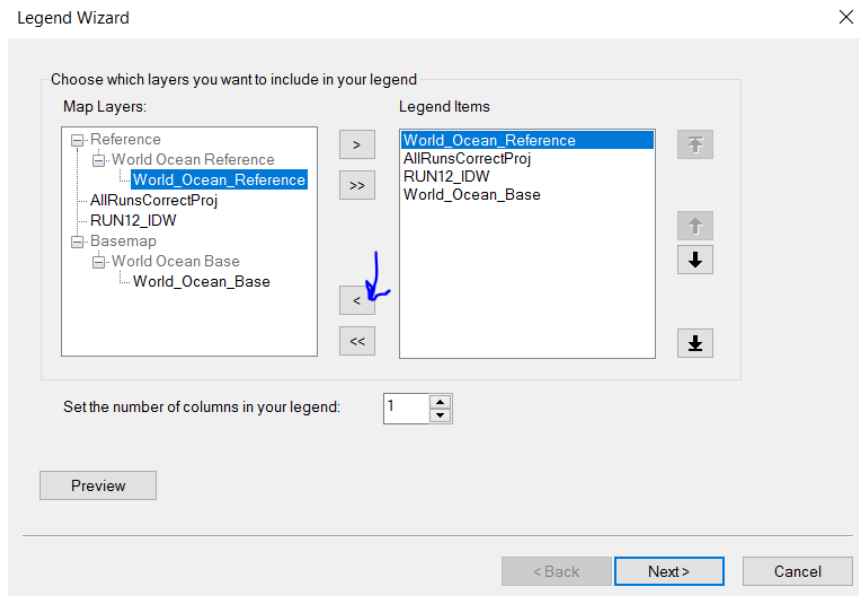 Legend Wizard
Choose which layers you want to include in your legend
Map Layers:
Legend Items
Reference
World Ocean Reference
World_Ocean_Reference
AllRunsCorrectProj
RUN12_IDW
Basemap
World Ocean Base
World_Ocean_Base
>
>>
<
<<
World_Ocean_Reference
AllRunsCorrectProj
RUN12_IDW
World_Ocean_Base
Set the number of columns in your legend:
1
Preview
< Back
Next >
Cancel